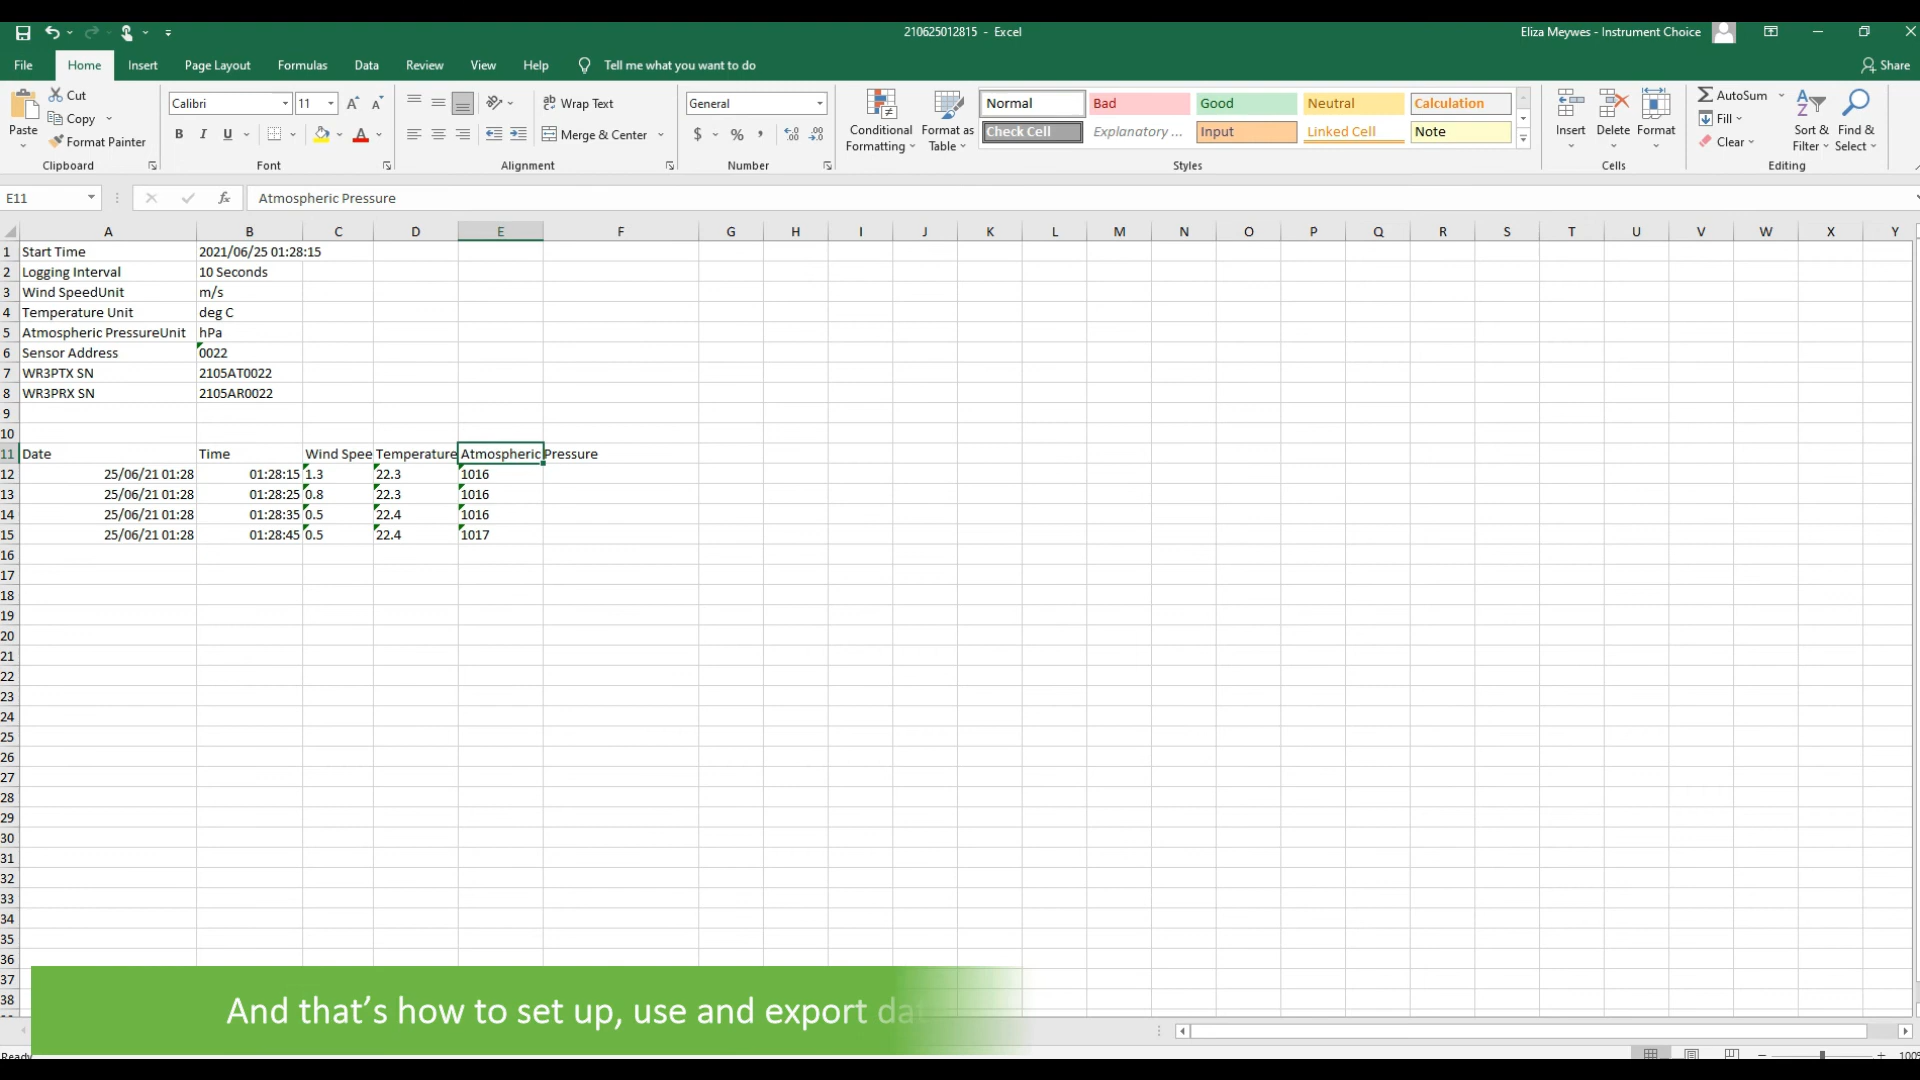 210625012815 - Excel
Eliza Meywes - Instrument Choice
File Home Insert Page Layout Formulas Data Review View Help Tell me what you want to do Share
Paste
Cut
Copy
Format Painter
Clipboard
Calibri 11
B I U A
Font
Wrap Text
Merge & Center
Alignment
General
$ % ,
Number
Conditional Formatting
Format as Table
Normal Bad Good Neutral Calculation
Check Cell Explanatory ... Input Linked Cell Note
Styles
Insert Delete Format
Cells
AutoSum
Fill
Clear
Sort & Filter
Find & Select
Editing
E11 fx Atmospheric Pressure
A B C D E F G H I J K L M N O P Q R S T U V W X Y
1 Start Time 2021/06/25 01:28:15
2 Logging Interval 10 Seconds
3 Wind SpeedUnit m/s
4 Temperature Unit deg C
5 Atmospheric PressureUnit hPa
6 Sensor Address 0022
7 WR3PTX SN 2105AT0022
8 WR3PRX SN 2105AR0022
9
10
11 Date Time Wind Spee Temperature Atmospheric Pressure
12 25/06/21 01:28 01:28:15 1.3 22.3 1016
13 25/06/21 01:28 01:28:25 0.8 22.3 1016
14 25/06/21 01:28 01:28:35 0.5 22.4 1016
15 25/06/21 01:28 01:28:45 0.5 22.4 1017
16
17
18
19
20
21
22
23
24
25
26
27
28
29
30
31
32
33
34
35
36
37
38
And that's how to set up, use and export
Ready